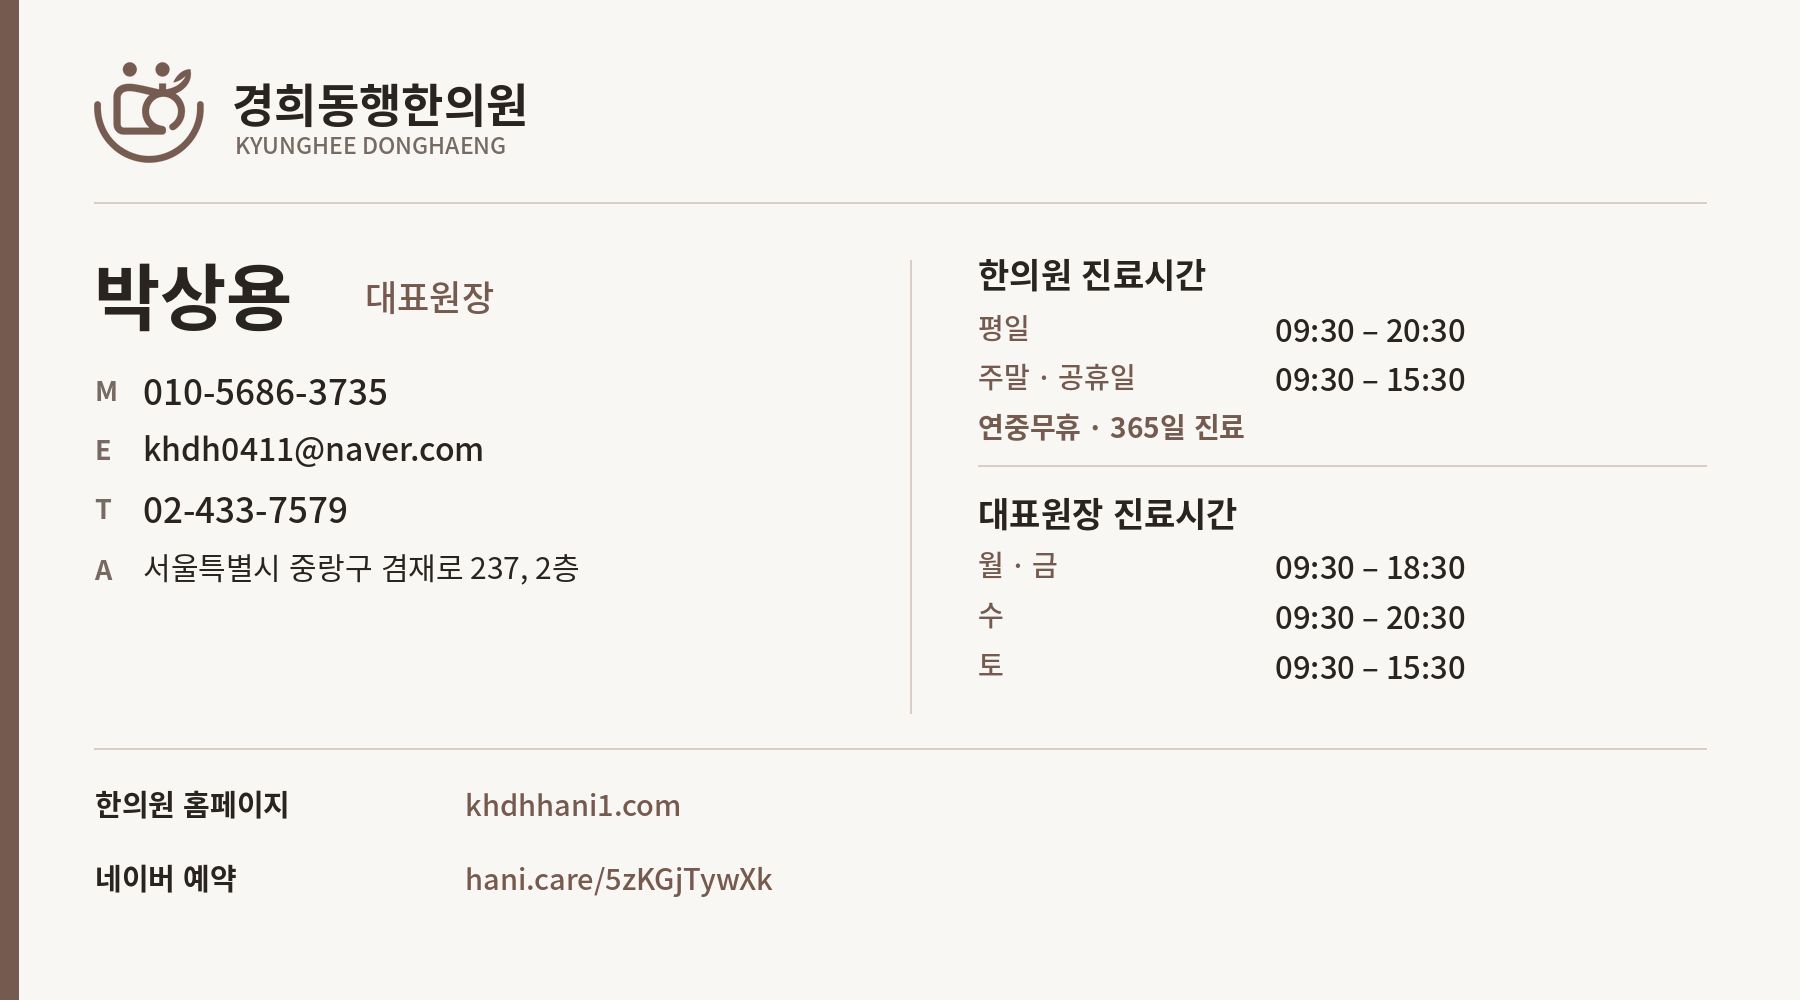 경희동행한의원
KYUNGHEE DONGHAENG
박상용 대표원장
M 010-5686-3735
E khdh0411@naver.com
T 02-433-7579
A 서울특별시 중랑구 겸재로 237, 2층
한의원 진료시간
평일 09:30 – 20:30
주말 · 공휴일 09:30 – 15:30
연중무휴 · 365일 진료
대표원장 진료시간
월 · 금 09:30 – 18:30
수 09:30 – 20:30
토 09:30 – 15:30
한의원 홈페이지 khdhhani1.com
네이버 예약 hani.care/5zKGjTywXk